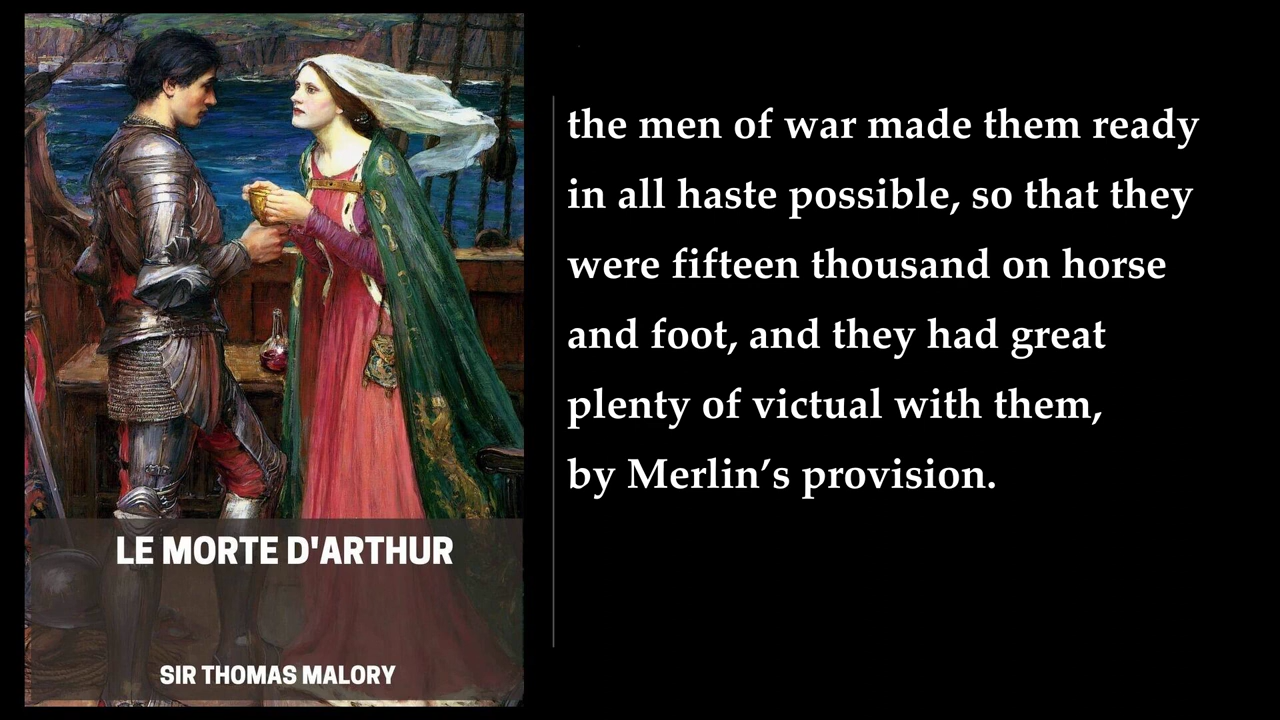 the men of war made them ready
in all haste possible, so that they
were fifteen thousand on horse
and foot, and they had great
plenty of victual with them,
by Merlin’s provision.
LE MORTE D'ARTHUR
SIR THOMAS MALORY